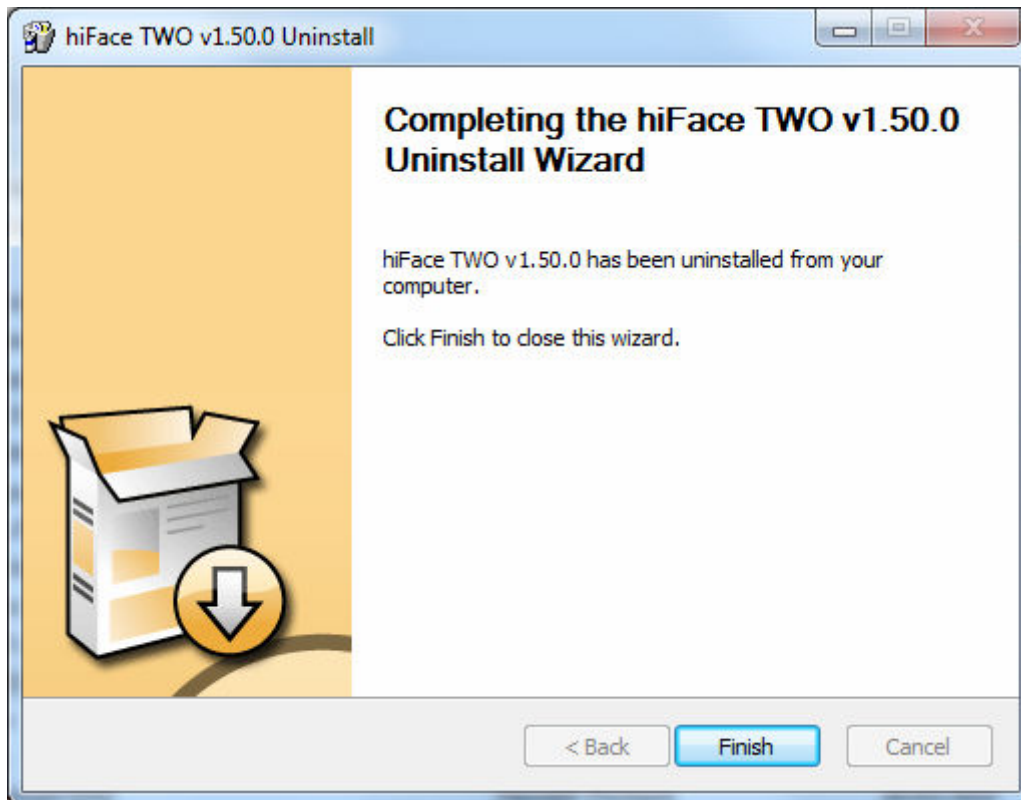 hiFace TWO v1.50.0 Uninstall
Completing the hiFace TWO v1.50.0
Uninstall Wizard
hiFace TWO v1.50.0 has been uninstalled from your
computer.
Click Finish to close this wizard.
< Back
Finish
Cancel